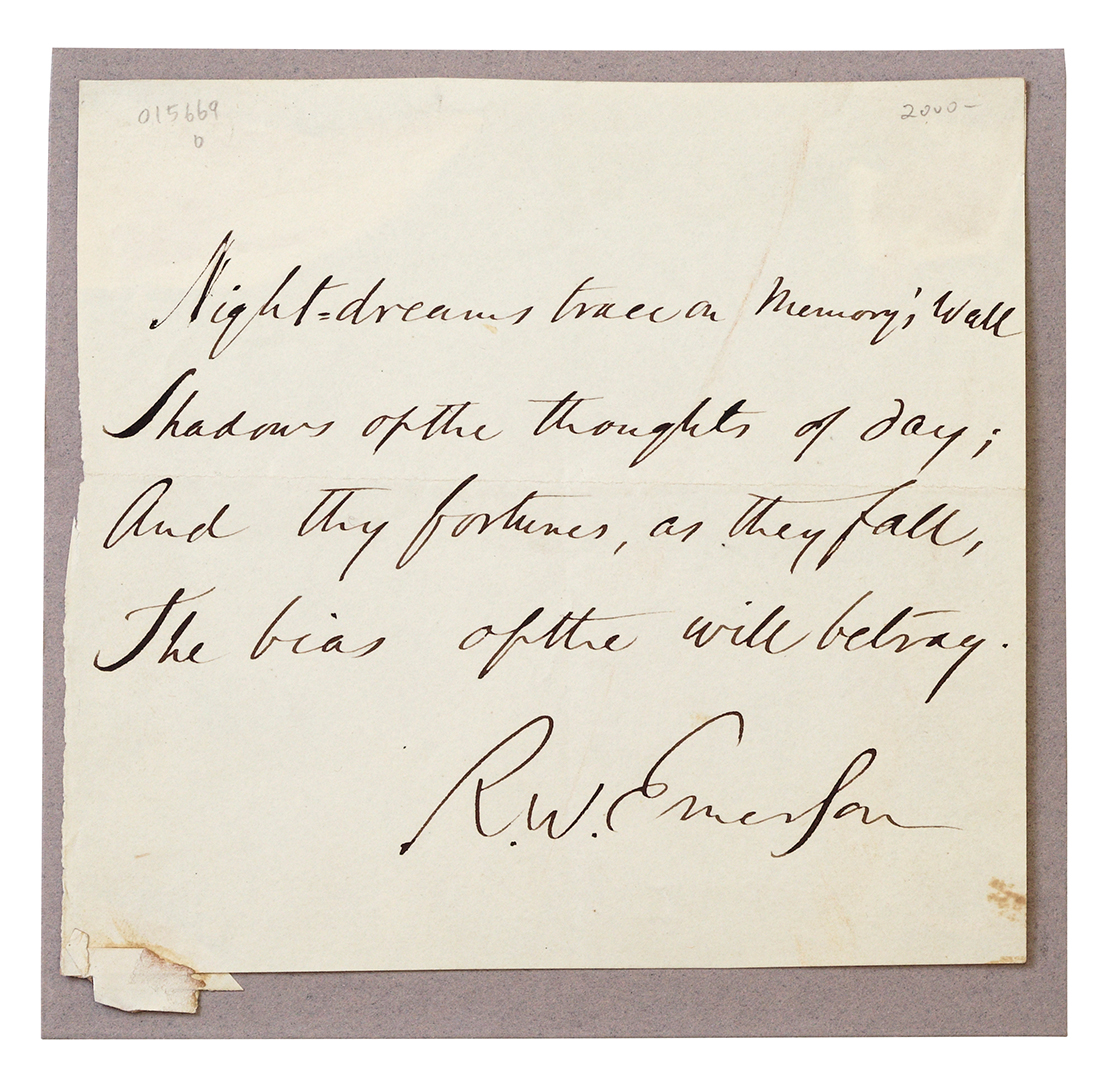 015669
2000-
D
Night=dreams trace on Memory's Wall
Shadows of the thoughts of day;
And thy fortunes, as they fall,
The bias of the will betray.
R.W. Emerson